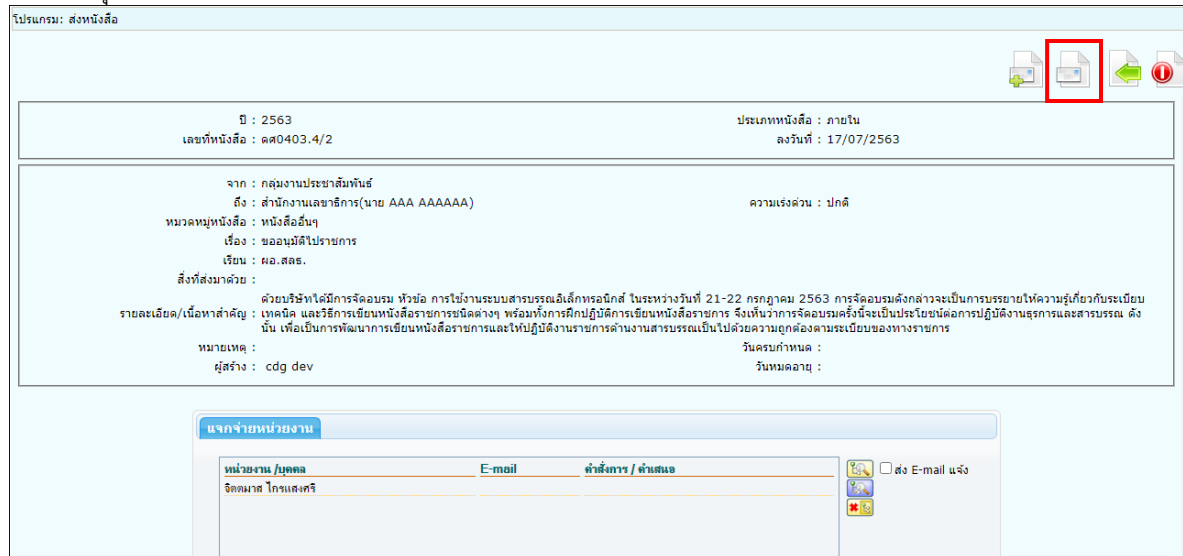 โปรแกรม: ส่งหนังสือ
ปี : 2563 ประเภทหนังสือ : ภายใน
เลขที่หนังสือ : ดศ0403.4/2 ลงวันที่ : 17/07/2563
จาก : กลุ่มงานประชาสัมพันธ์
ถึง : สำนักงานเลขาธิการ(นาย AAA AAAAAA) ความเร่งด่วน : ปกติ
หมวดหมู่หนังสือ : หนังสืออื่นๆ
เรื่อง : ขออนุมัติไปราชการ
เรียน : ผอ.สลธ.
สิ่งที่ส่งมาด้วย :
ด้วยบริษัทได้มีการจัดอบรม หัวข้อ การใช้งานระบบสารบรรณอิเล็กทรอนิกส์ ในระหว่างวันที่ 21-22 กรกฎาคม 2563 การจัดอบรมดังกล่าวจะเป็นการบรรยายให้ความรู้เกี่ยวกับระเบียบ
รายละเอียด/เนื้อหาสำคัญ : เทคนิค และวิธีการเขียนหนังสือราชการชนิดต่างๆ พร้อมทั้งการฝึกปฏิบัติการเขียนหนังสือราชการ จึงเห็นว่าการจัดอบรมครั้งนี้จะเป็นประโยชน์ต่อการปฏิบัติงานธุรการและสารบรรณ ดัง
นั้น เพื่อเป็นการพัฒนาการเขียนหนังสือราชการและให้ปฏิบัติงานราชการด้านงานสารบรรณเป็นไปด้วยความถูกต้องตามระเบียบของทางราชการ
หมายเหตุ : วันครบกำหนด :
ผู้สร้าง : cdg dev วันหมดอายุ :
แจกจ่ายหน่วยงาน
หน่วยงาน /บุคคล E-mail คำสั่งการ / คำเสนอ ส่ง E-mail แจ้ง
จิตตมาส ไกรแสงศรี